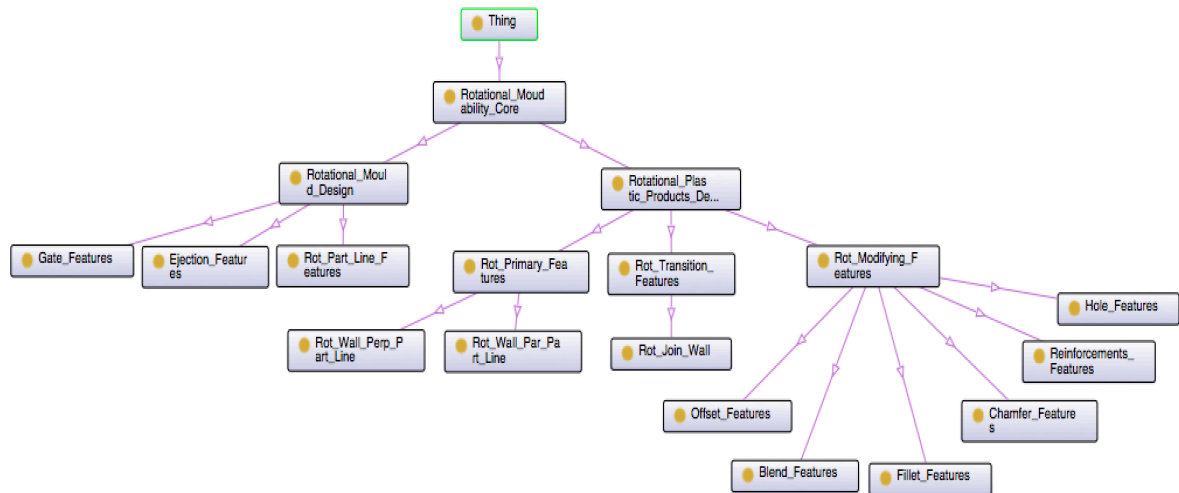 Thing
Rotational_Moud
ability_Core
Rotational_Moul
d_Design
Rotational_Plas
tic_Products_De...
Gate_Features
Ejection_Featur
es
Rot_Part_Line_F
eatures
Rot_Primary_Fea
tures
Rot_Transition_
Features
Rot_Modifying_F
eatures
Hole_Features
Rot_Wall_Perp_P
art_Line
Rot_Wall_Par_Pa
rt_Line
Rot_Join_Wall
Reinforcements_
Features
Offset_Features
Chamfer_Feature
s
Blend_Features
Fillet_Features